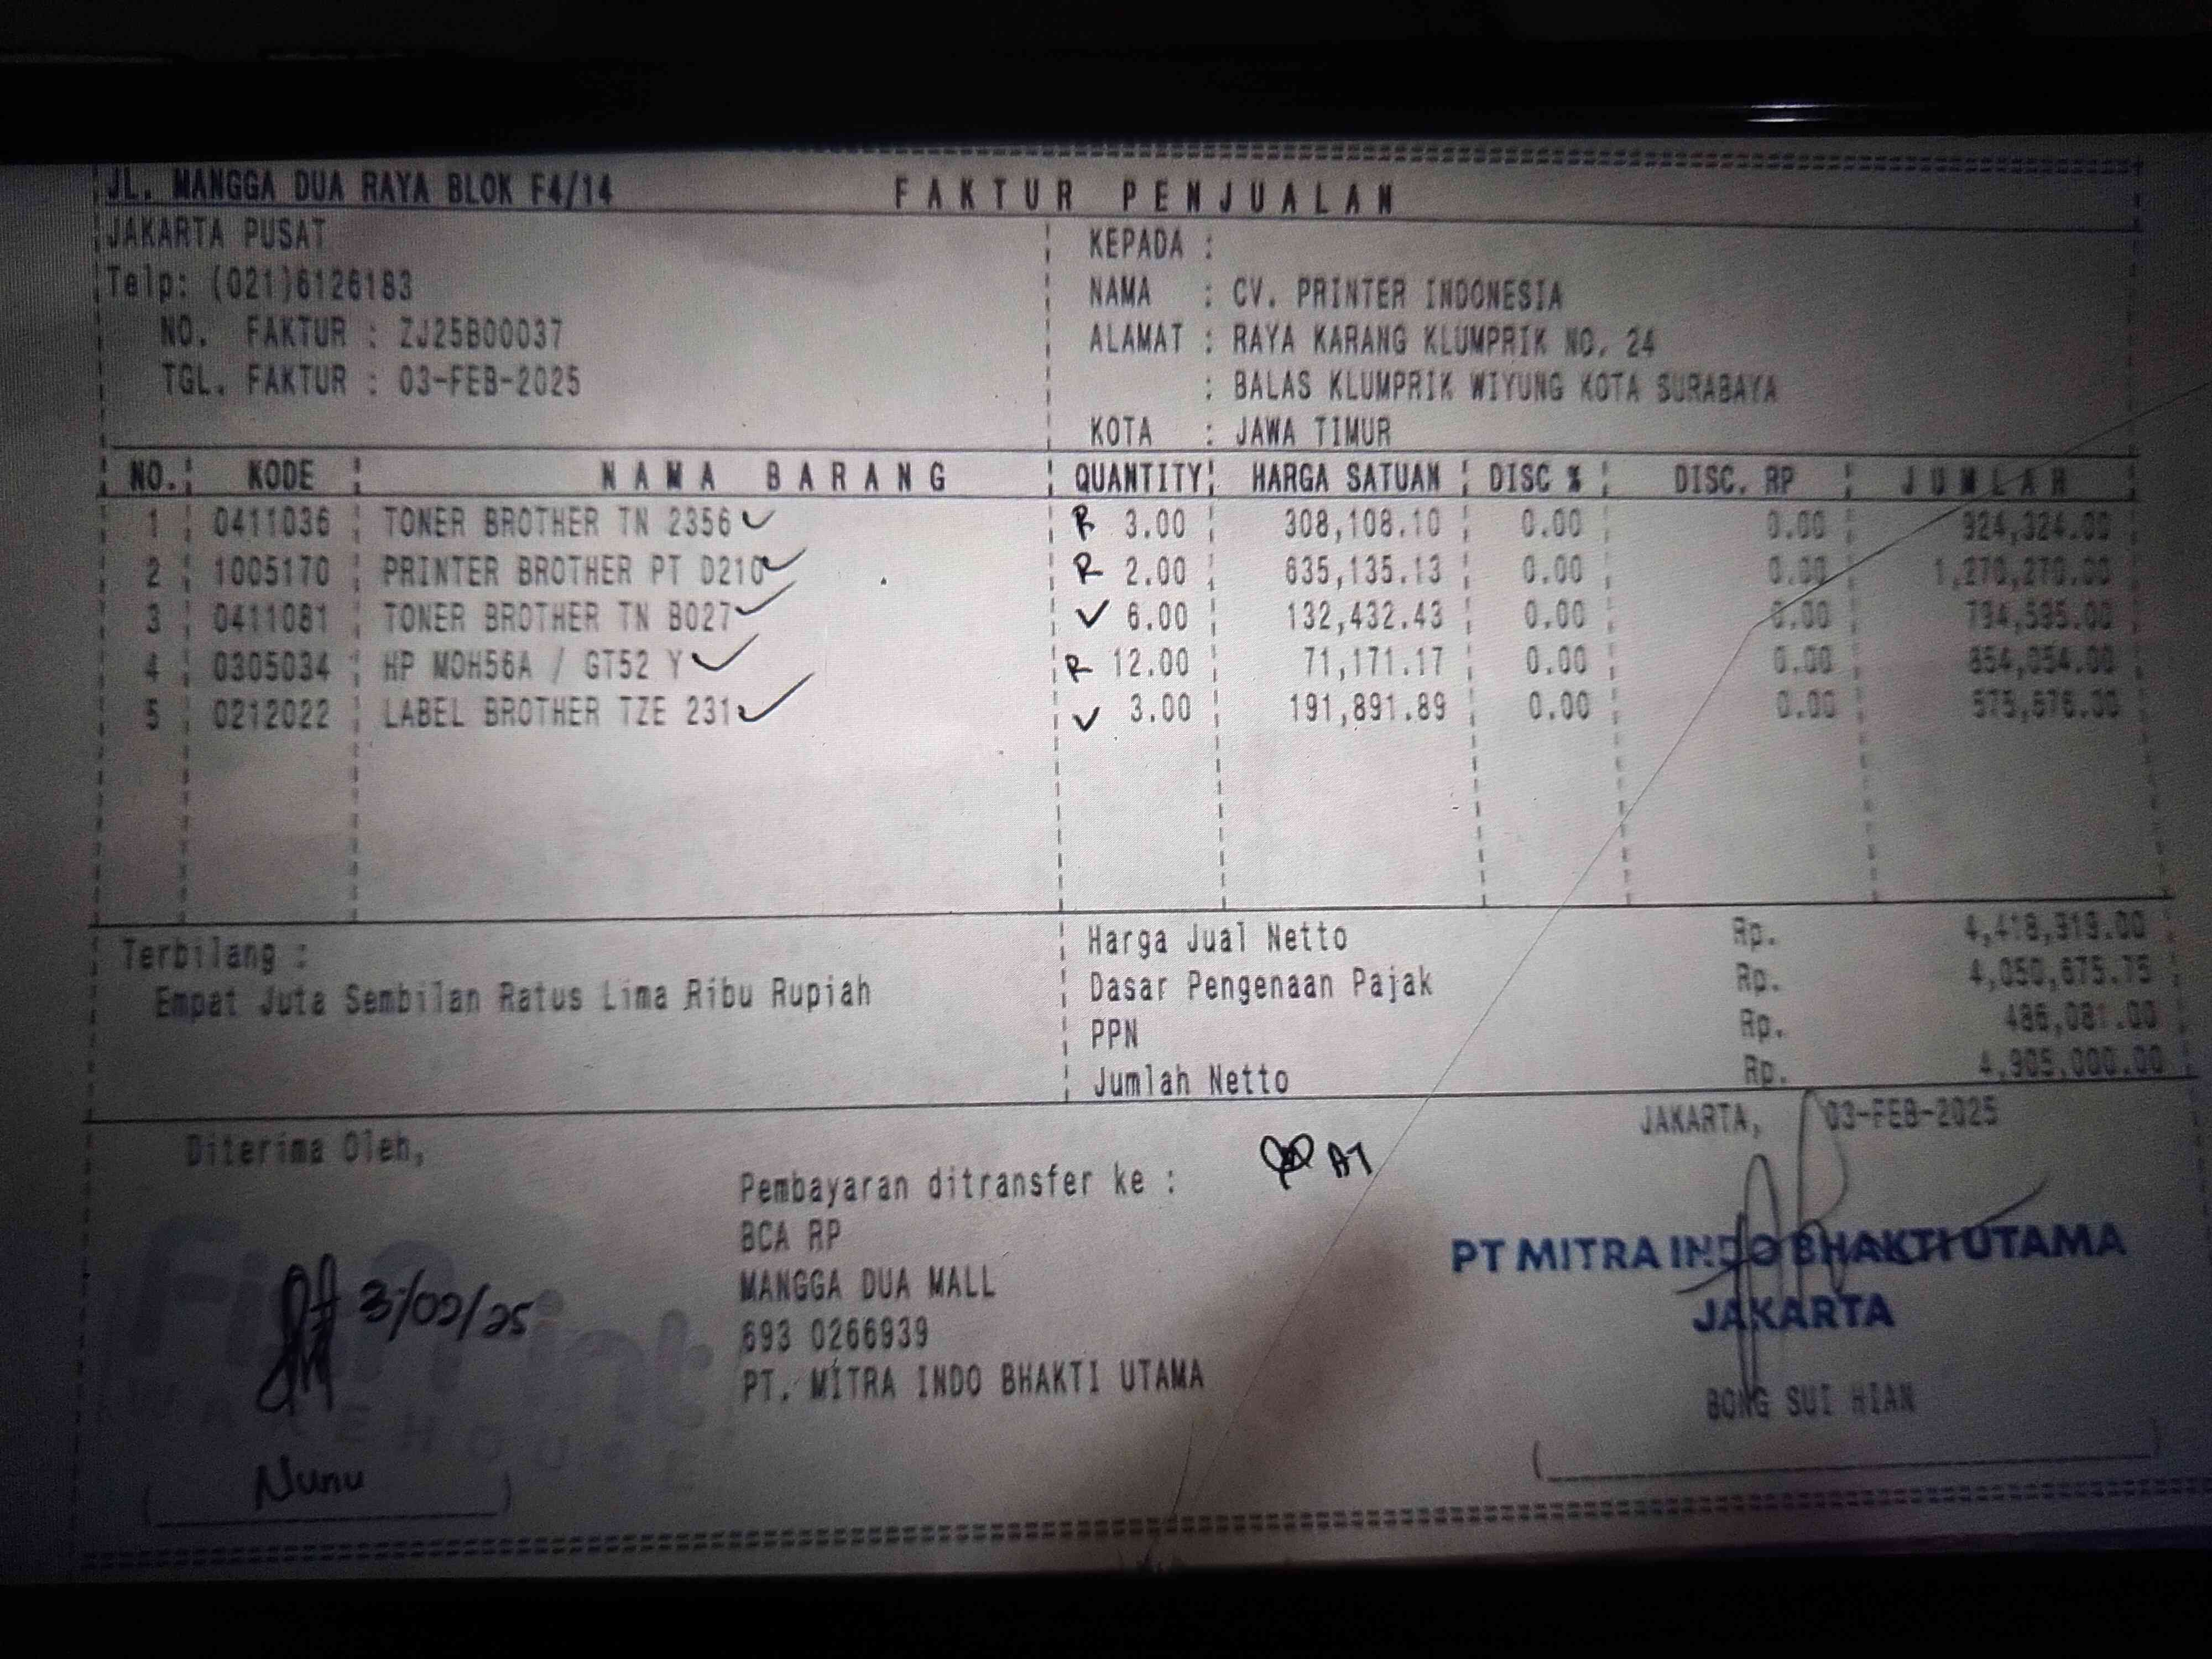 JL. MANGGA DUA RAYA BLOK F4/14
FAKTUR PENJUALAN
JAKARTA PUSAT
Telp: (021)6126183
NO. FAKTUR : ZJ25B00037
TGL. FAKTUR : 03-FEB-2025
KEPADA :
NAMA : CV. PRINTER INDONESIA
ALAMAT : RAYA KARANG KLUMPRIK NO. 24
: BALAS KLUMPRIK WIYUNG KOTA SURABAYA
KOTA : JAWA TIMUR
NO. KODE NAMA BARANG QUANTITY HARGA SATUAN DISC % DISC. RP JUMLAH
1 0411036 TONER BROTHER TN 2356 R 3.00 308,108.10 0.00 0.00 924,324.00
2 1005170 PRINTER BROTHER PT D210 R 2.00 635,135.13 0.00 0.00 1,270,270.00
3 0411081 TONER BROTHER TN B027 6.00 132,432.43 0.00 0.00 794,595.00
4 0305034 HP MOH56A / GT52 Y R 12.00 71,171.17 0.00 0.00 854,054.00
5 0212022 LABEL BROTHER TZE 231 3.00 191,891.89 0.00 0.00 575,676.00
Terbilang :
Empat Juta Sembilan Ratus Lima Ribu Rupiah
Harga Jual Netto Rp. 4,418,919.00
Dasar Pengenaan Pajak Rp. 4,050,675.75
PPN Rp. 486,081.00
Jumlah Netto Rp. 4,905,000.00
Diterima Oleh,
3/02/25
Nunu
Pembayaran ditransfer ke :
BCA RP
MANGGA DUA MALL
693 0266939
PT. MITRA INDO BHAKTI UTAMA
JAKARTA, 03-FEB-2025
PT MITRA INDO BHAKTI UTAMA
JAKARTA
BONG SUI HIAN